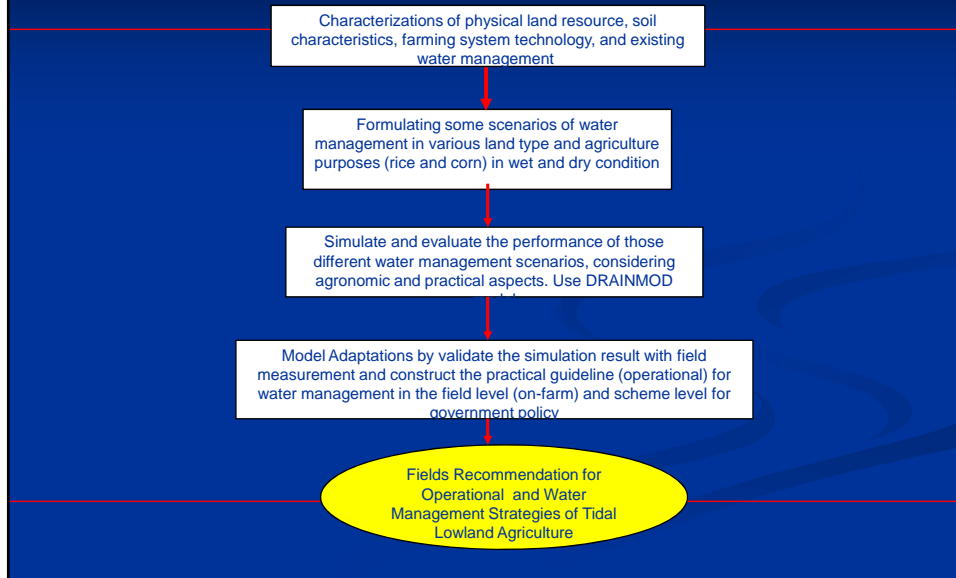 Characterizations of physical land resource, soil
characteristics, farming system technology, and existing
water management
Formulating some scenarios of water
management in various land type and agriculture
purposes (rice and corn) in wet and dry condition
Simulate and evaluate the performance of those
different water management scenarios, considering
agronomic and practical aspects. Use DRAINMOD
Model Adaptations by validate the simulation result with field
measurement and construct the practical guideline (operational) for
water management in the field level (on-farm) and scheme level for
government policy
Fields Recommendation for
Operational and Water
Management Strategies of Tidal
Lowland Agriculture